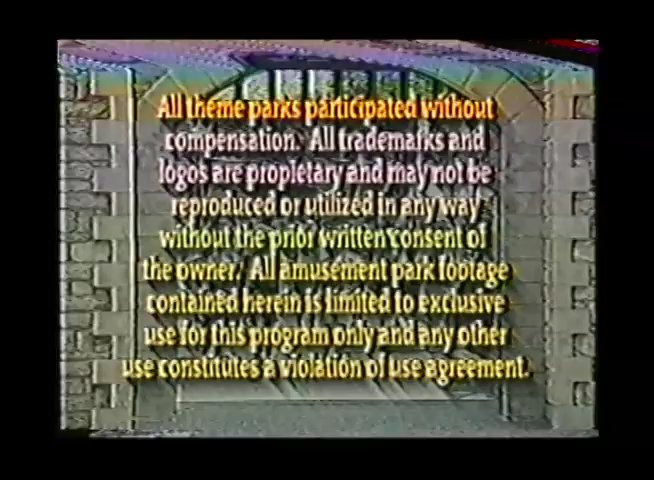 All theme parks participated without
compensation. All trademarks and
logos are propietary and may not be
reproduced or utilized in any way
without the prior written consent of
the owner. All amusement park footage
contained herein is limited to exclusive
use for this program only and any other
use constitutes a violation of use agreement.